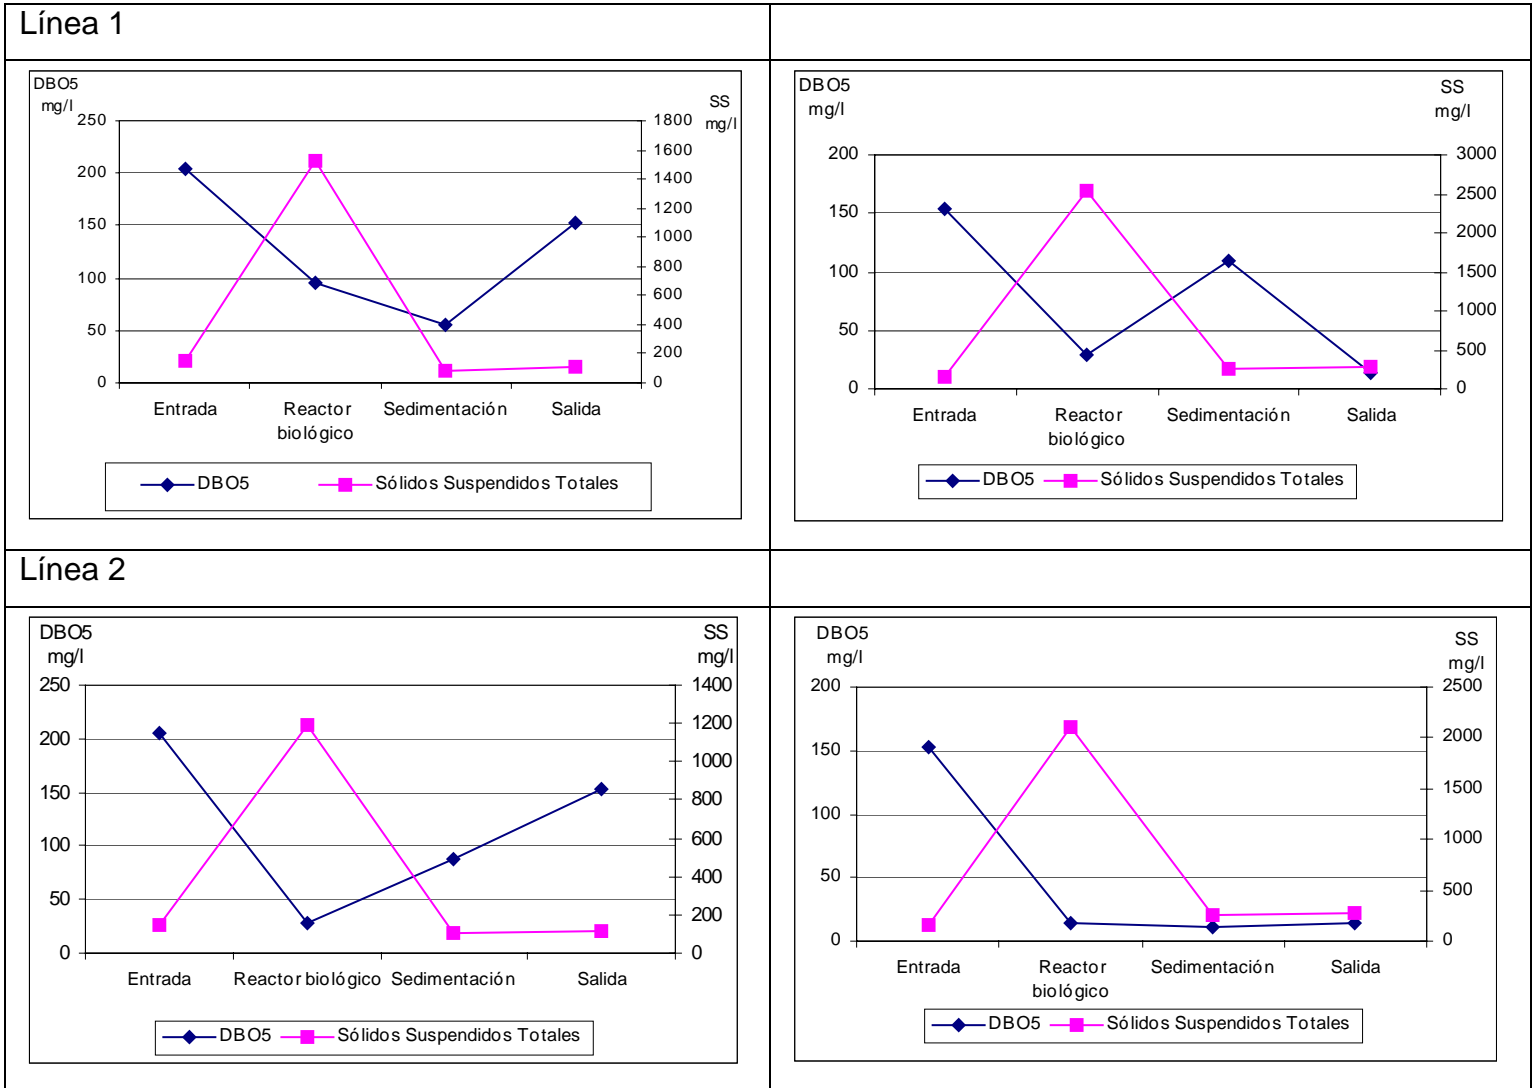 Línea 1
DBO5
mg/l
SS
mg/l
250
200
150
100
50
0
1800
1600
1400
1200
1000
800
600
400
200
0
Entrada Reactor biológico Sedimentación Salida
DBO5 Sólidos Suspendidos Totales
DBO5
mg/l
SS
mg/l
200
150
100
50
0
3000
2500
2000
1500
1000
500
0
Entrada Reactor biológico Sedimentación Salida
DBO5 Sólidos Suspendidos Totales
Línea 2
DBO5
mg/l
SS
mg/l
250
200
150
100
50
0
1400
1200
1000
800
600
400
200
0
Entrada Reactor biológico Sedimentación Salida
DBO5 Sólidos Suspendidos Totales
DBO5
mg/l
SS
mg/l
200
150
100
50
0
2500
2000
1500
1000
500
0
Entrada Reactor biológico Sedimentación Salida
DBO5 Sólidos Suspendidos Totales